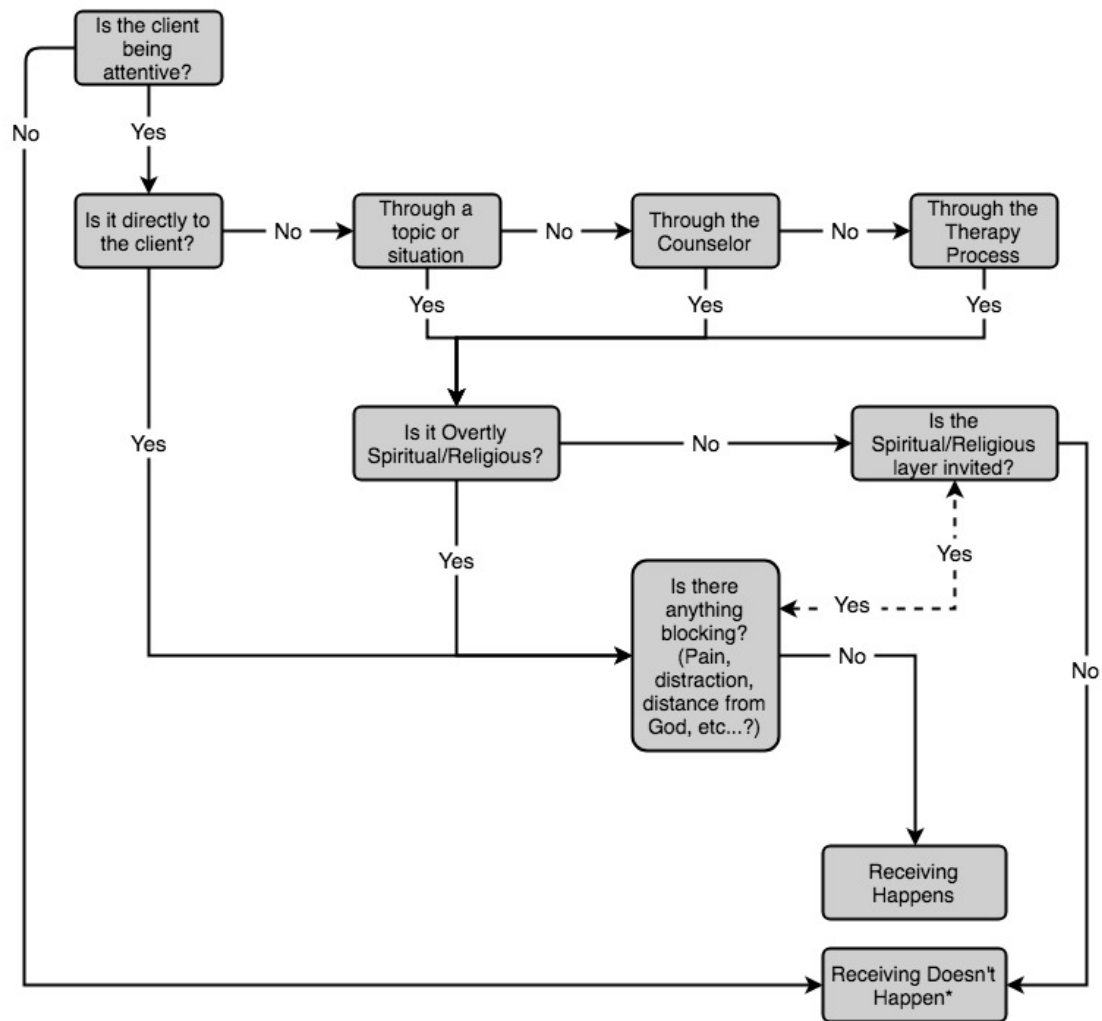 Is the client
being
attentive?
No
Yes
Is it directly to
the client?
No
Through a
topic or
situation
No
Through the
Counselor
No
Through the
Therapy
Process
Yes
Yes
Yes
Yes
Is it Overtly
Spiritual/Religious?
No
Is the
Spiritual/Religious
layer invited?
Yes
Yes
Is there
anything
blocking?
(Pain,
distraction,
distance from
God, etc...?)
Yes
No
No
Receiving
Happens
Receiving Doesn't
Happen*